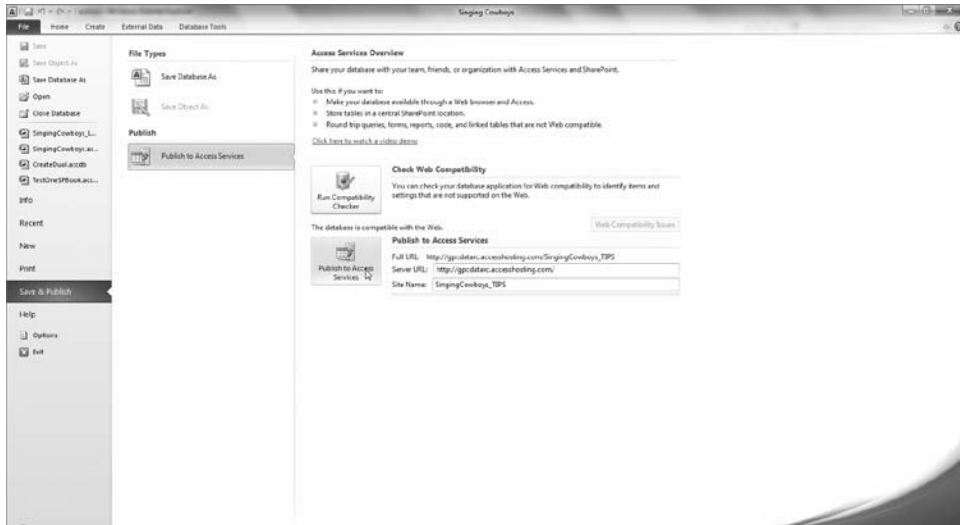 Singing Cowboys
File Home Create External Data Database Tools
Save
Save Object As
Save Database As
Open
Close Database
SingingCowboys_L...
SingingCowboys.ac...
CreateDual.accdb
TestOneSPBook.acc...
Info
Recent
New
Print
Save & Publish
Help
Options
Exit
File Types
Save Database As
Save Object As
Publish
Publish to Access Services
Access Services Overview
Share your database with your team, friends, or organization with Access Services and SharePoint.
Use this if you want to:
Make your database available through a Web browser and Access.
Store tables in a central SharePoint location.
Round trip queries, forms, reports, code, and linked tables that are not Web compatible.
Click here to watch a video demo
Run Compatibility
Checker
Check Web Compatibility
You can check your database application for Web compatibility to identify items and
settings that are not supported on the Web.
The database is compatible with the Web.
Web Compatibility Issues
Publish to Access
Services
Publish to Access Services
Full URL: http://gpcdatarc.accesshosting.com/SingingCowboys_TIPS
Server URL: http://gpcdatarc.accesshosting.com/
Site Name: SingingCowboys_TIPS